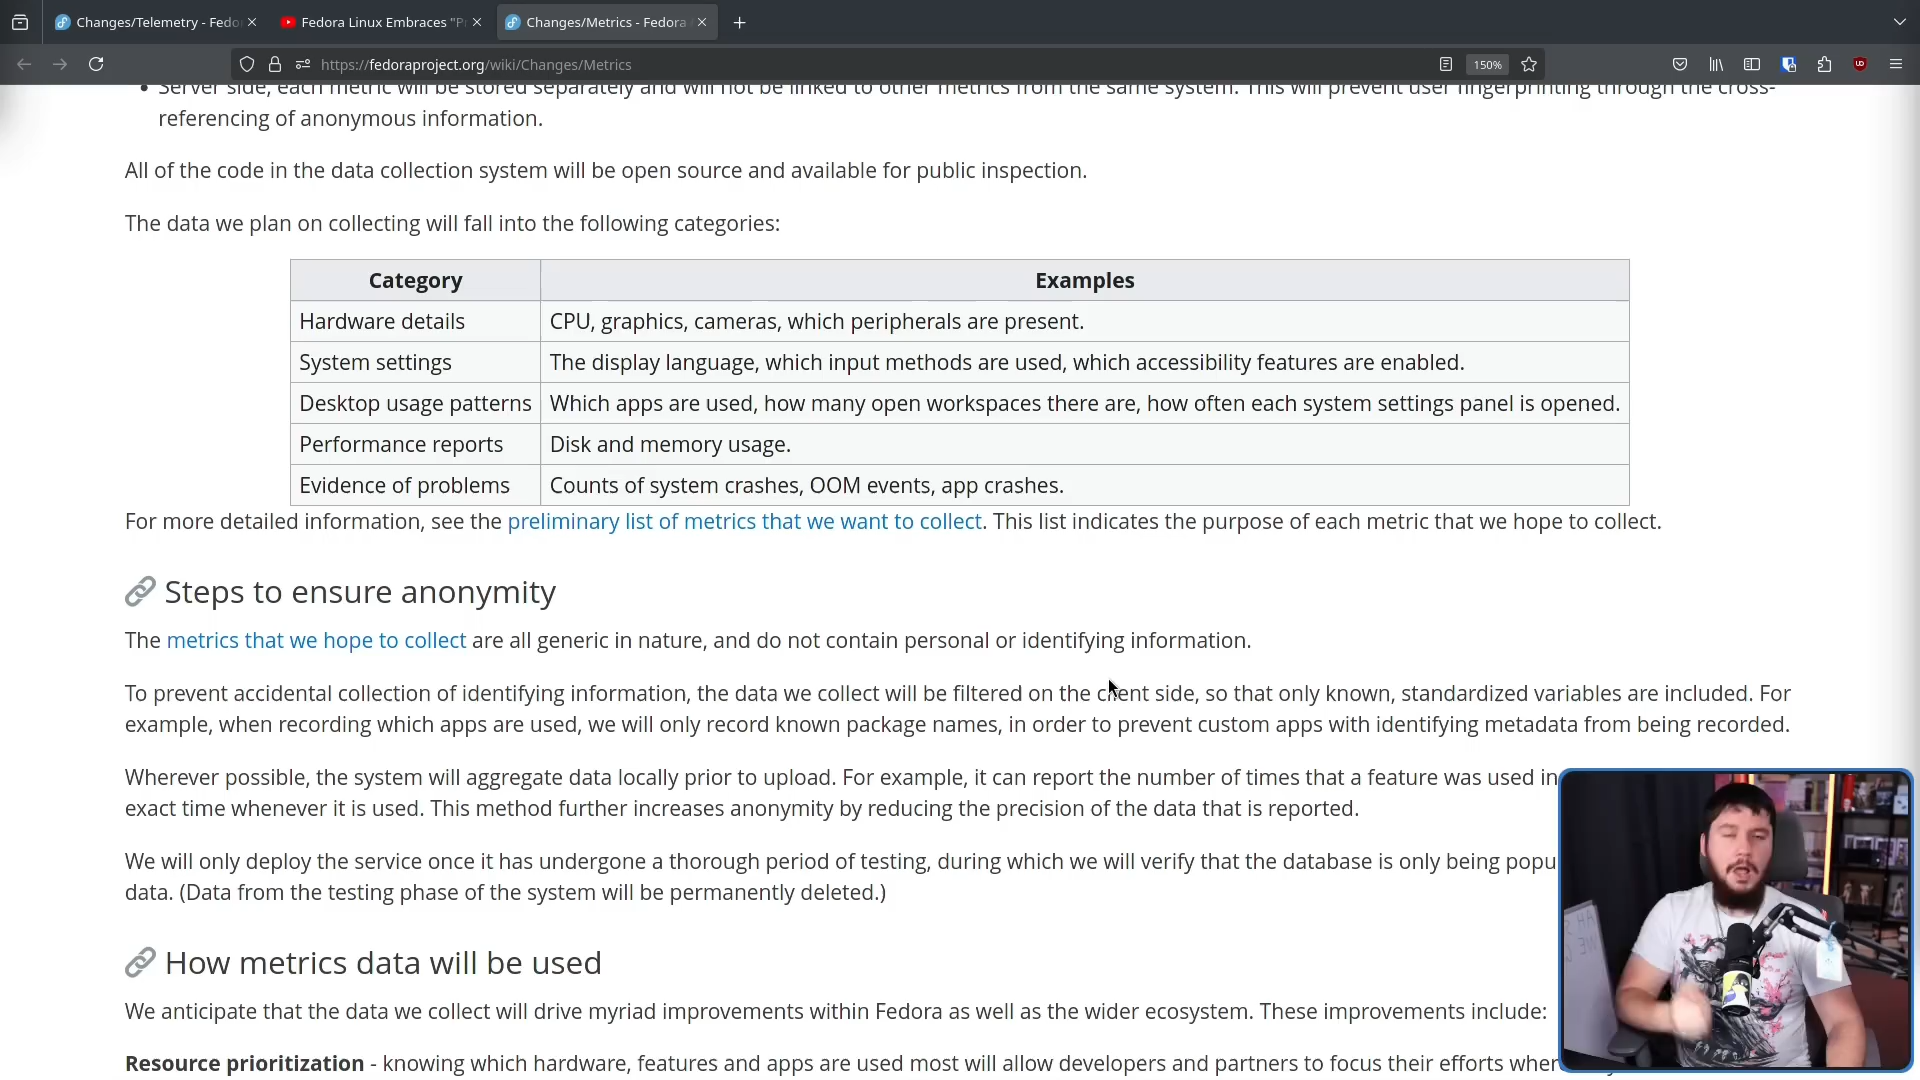 Changes/Telemetry - Fedo
Fedora Linux Embraces "Pr
Changes/Metrics - Fedora
https://fedoraproject.org/wiki/Changes/Metrics
150%
• Server side, each metric will be stored separately and will not be linked to other metrics from the same system. This will prevent user fingerprinting through the cross-
referencing of anonymous information.
All of the code in the data collection system will be open source and available for public inspection.
The data we plan on collecting will fall into the following categories:
Category Examples
Hardware details CPU, graphics, cameras, which peripherals are present.
System settings The display language, which input methods are used, which accessibility features are enabled.
Desktop usage patterns Which apps are used, how many open workspaces there are, how often each system settings panel is opened.
Performance reports Disk and memory usage.
Evidence of problems Counts of system crashes, OOM events, app crashes.
For more detailed information, see the preliminary list of metrics that we want to collect. This list indicates the purpose of each metric that we hope to collect.
Steps to ensure anonymity
The metrics that we hope to collect are all generic in nature, and do not contain personal or identifying information.
To prevent accidental collection of identifying information, the data we collect will be filtered on the client side, so that only known, standardized variables are included. For
example, when recording which apps are used, we will only record known package names, in order to prevent custom apps with identifying metadata from being recorded.
Wherever possible, the system will aggregate data locally prior to upload. For example, it can report the number of times that a feature was used in
exact time whenever it is used. This method further increases anonymity by reducing the precision of the data that is reported.
We will only deploy the service once it has undergone a thorough period of testing, during which we will verify that the database is only being popu
data. (Data from the testing phase of the system will be permanently deleted.)
How metrics data will be used
We anticipate that the data we collect will drive myriad improvements within Fedora as well as the wider ecosystem. These improvements include:
Resource prioritization - knowing which hardware, features and apps are used most will allow developers and partners to focus their efforts wher